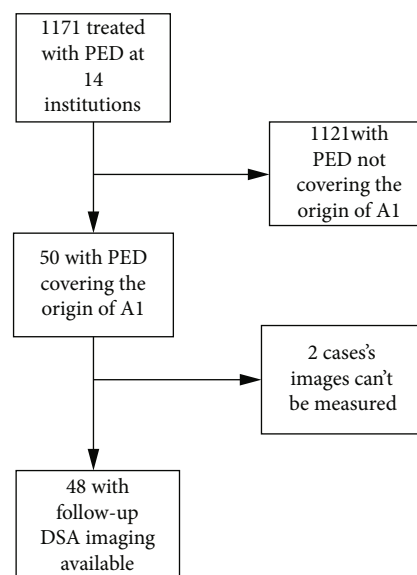 1171 treated
with PED at
14
institutions
1121with
PED not
covering the
origin of A1
50 with PED
covering the
origin of A1
2 cases's
images can't
be measured
48 with
follow-up
DSA imaging
available